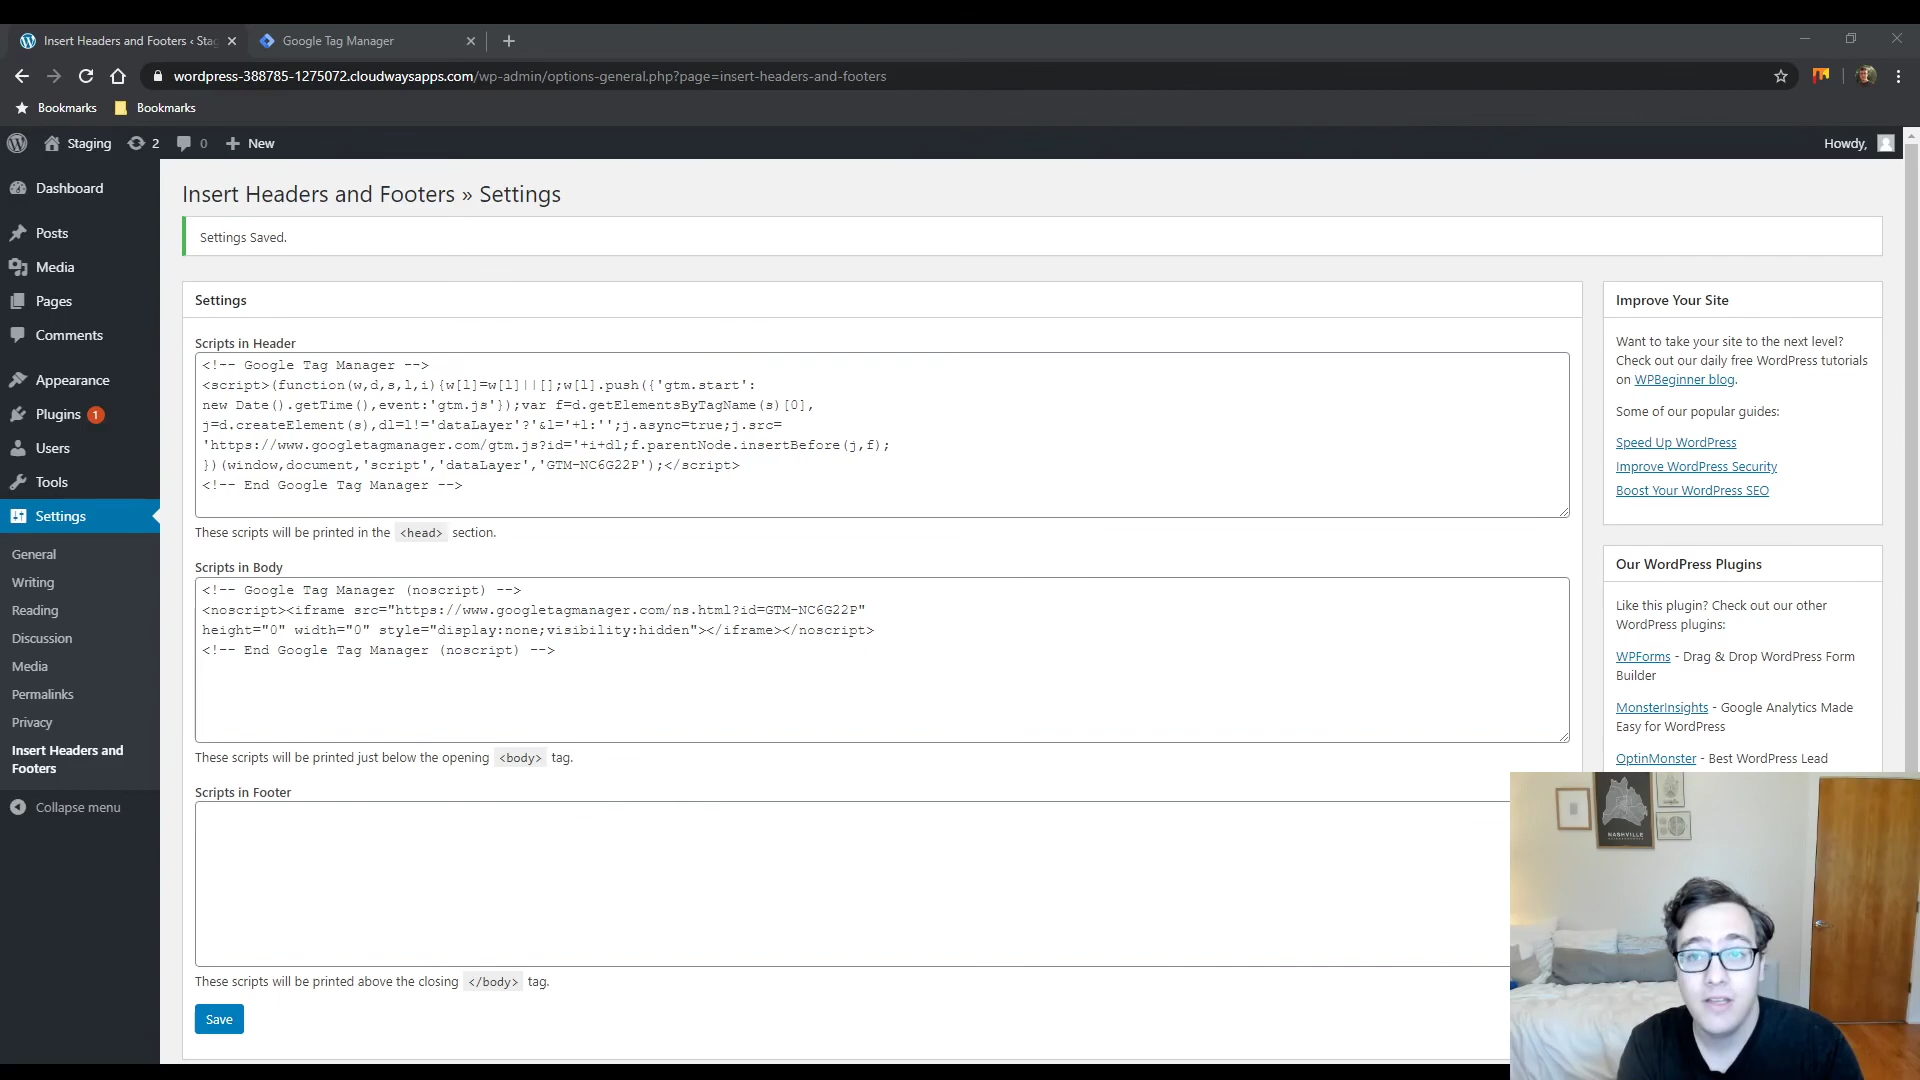 Insert Headers and Footers ‹ Stag
Google Tag Manager
wordpress-388785-1275072.cloudwaysapps.com/wp-admin/options-general.php?page=insert-headers-and-footers
Bookmarks
Bookmarks
Staging
2
0
New
Howdy,
Dashboard
Posts
Media
Pages
Comments
Appearance
Plugins 1
Users
Tools
Settings
General
Writing
Reading
Discussion
Media
Permalinks
Privacy
Insert Headers and
Footers
Collapse menu
Insert Headers and Footers » Settings
Settings Saved.
Settings
Scripts in Header
<!-- Google Tag Manager -->
<script>(function(w,d,s,l,i){w[l]=w[l]||[];w[l].push({'gtm.start':
new Date().getTime(),event:'gtm.js'});var f=d.getElementsByTagName(s)[0],
j=d.createElement(s),dl=l!='dataLayer'?'&l='+l:'';j.async=true;j.src=
'https://www.googletagmanager.com/gtm.js?id='+i+dl;f.parentNode.insertBefore(j,f);
})(window,document,'script','dataLayer','GTM-NC6G22P');</script>
<!-- End Google Tag Manager -->
These scripts will be printed in the <head> section.
Scripts in Body
<!-- Google Tag Manager (noscript) -->
<noscript><iframe src="https://www.googletagmanager.com/ns.html?id=GTM-NC6G22P"
height="0" width="0" style="display:none;visibility:hidden"></iframe></noscript>
<!-- End Google Tag Manager (noscript) -->
These scripts will be printed just below the opening <body> tag.
Scripts in Footer
These scripts will be printed above the closing </body> tag.
Save
Improve Your Site
Want to take your site to the next level?
Check out our daily free WordPress tutorials
on WPBeginner blog.
Some of our popular guides:
Speed Up WordPress
Improve WordPress Security
Boost Your WordPress SEO
Our WordPress Plugins
Like this plugin? Check out our other
WordPress plugins:
WPForms - Drag & Drop WordPress Form
Builder
MonsterInsights - Google Analytics Made
Easy for WordPress
OptinMonster - Best WordPress Lead
NASHVILLE